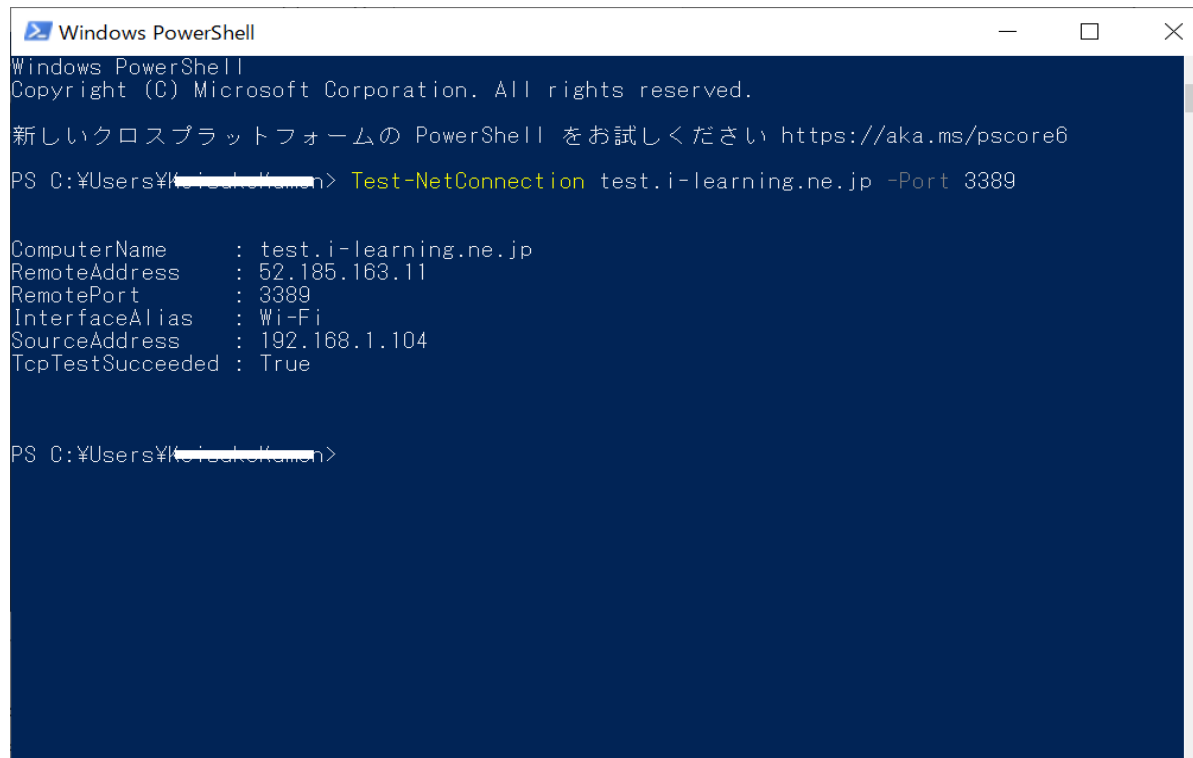 Windows PowerShell
Windows PowerShell
Copyright (C) Microsoft Corporation. All rights reserved.
新しいクロスプラットフォームの PowerShell をお試しください https://aka.ms/pscore6
PS C:¥Users¥ > Test-NetConnection test.i-learning.ne.jp -Port 3389
ComputerName : test.i-learning.ne.jp
RemoteAddress : 52.185.163.11
RemotePort : 3389
InterfaceAlias : Wi-Fi
SourceAddress : 192.168.1.104
TcpTestSucceeded : True
PS C:¥Users¥ >